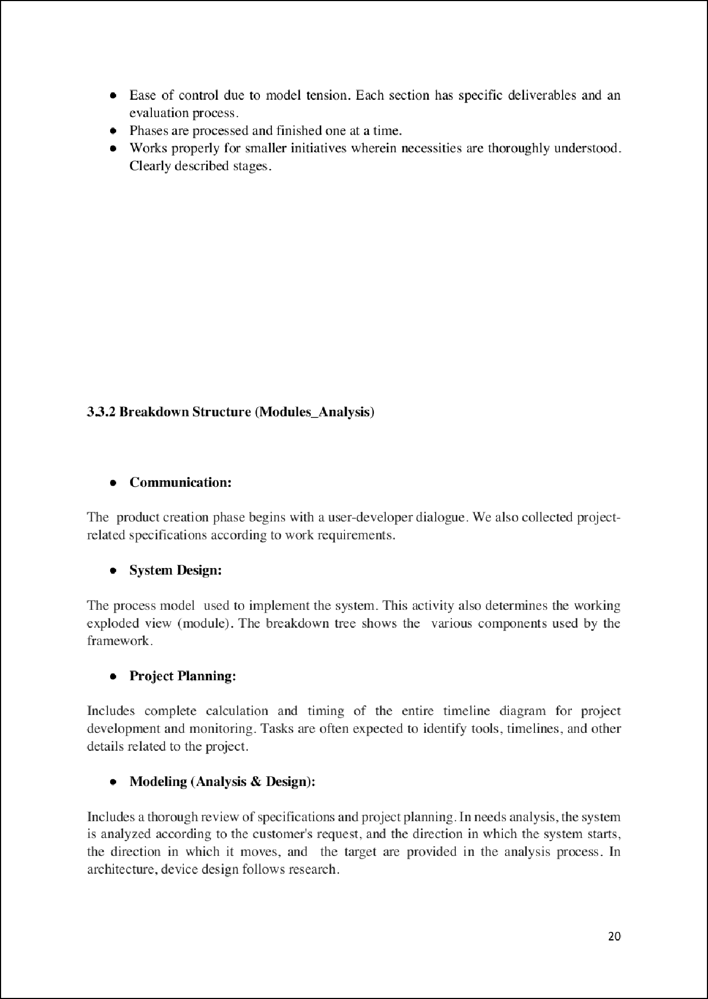 ● Ease of control due to model tension. Each section has specific deliverables and an
evaluation process.
● Phases are processed and finished one at a time.
● Works properly for smaller initiatives wherein necessities are thoroughly understood.
Clearly described stages.
3.3.2 Breakdown Structure (Modules_Analysis)
● Communication:
The  product creation phase begins with a user-developer dialogue. We also collected project-
related specifications according to work requirements.
● System Design:
The process model  used to implement the system. This activity also determines the working
exploded view (module). The breakdown tree shows the  various components used by the
framework.
● Project Planning:
Includes complete calculation and timing of the entire timeline diagram for project
development and monitoring. Tasks are often expected to identify tools, timelines, and other
details related to the project.
● Modeling (Analysis & Design):
Includes a thorough review of specifications and project planning. In needs analysis, the system
is analyzed according to the customer's request, and the direction in which the system starts,
the direction in which it moves, and  the target are provided in the analysis process. In
architecture, device design follows research.
20